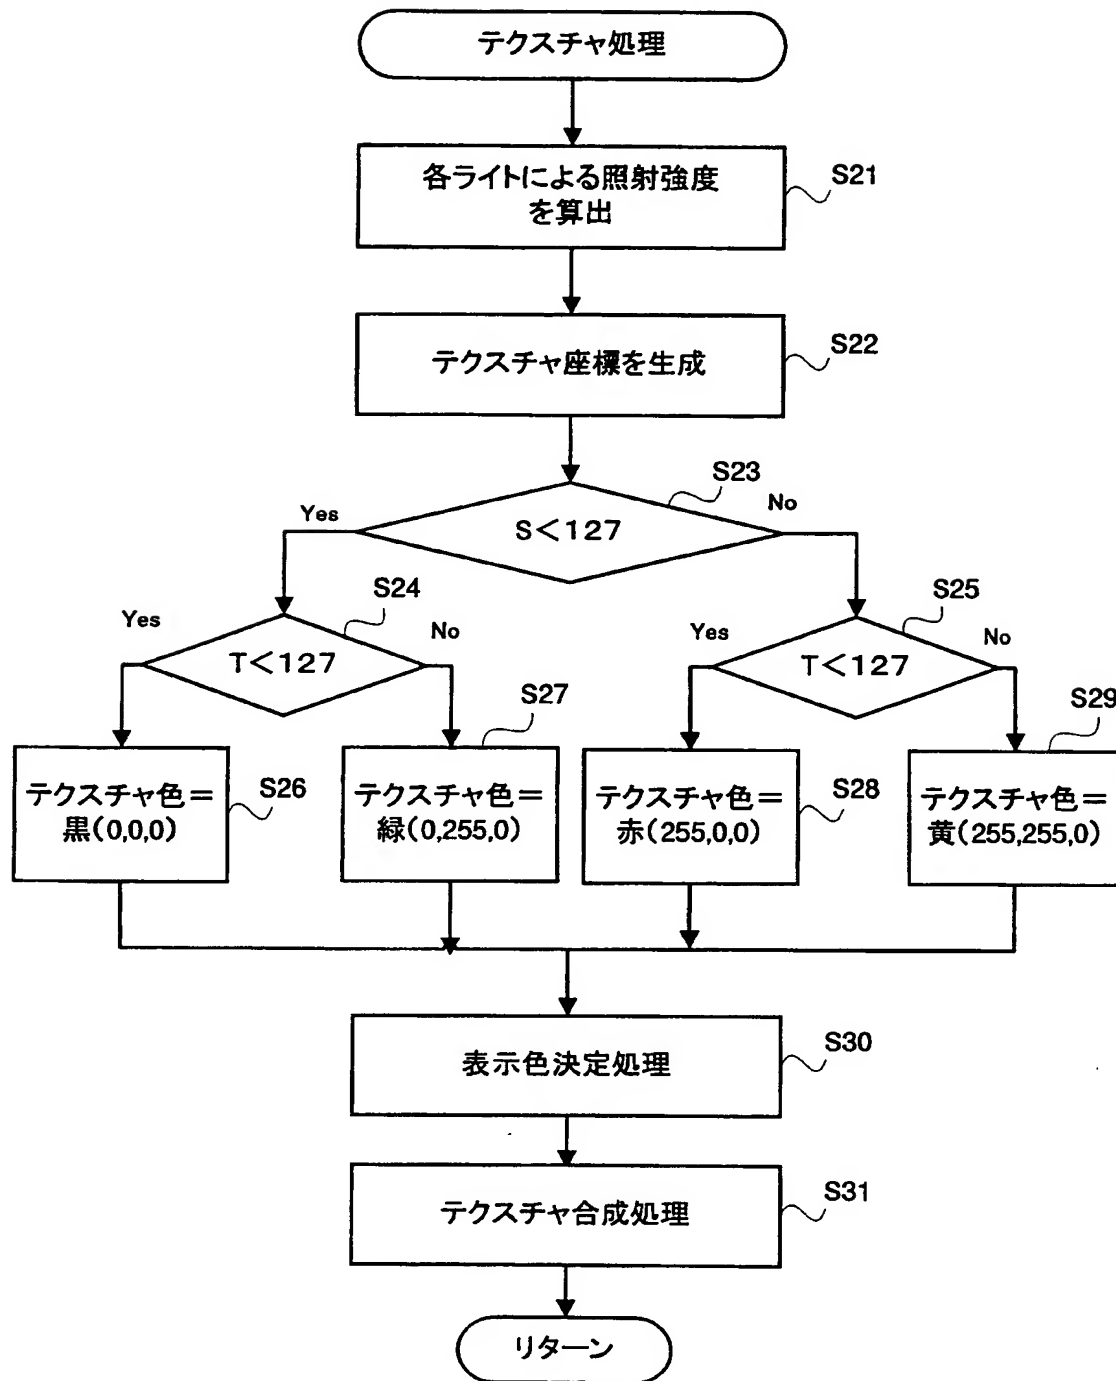 テクスチャ処理
各ライトによる照射強度
を算出
S21
テクスチャ座標を生成
S22
S23
Yes
No
S<127
S24
S25
Yes
No
Yes
No
T<127
T<127
S27
S29
テクスチャ色=
黒(0,0,0)
S26
テクスチャ色=
緑(0,255,0)
テクスチャ色=
赤(255,0,0)
S28
テクスチャ色=
黄(255,255,0)
表示色決定処理
S30
テクスチャ合成処理
S31
リターン